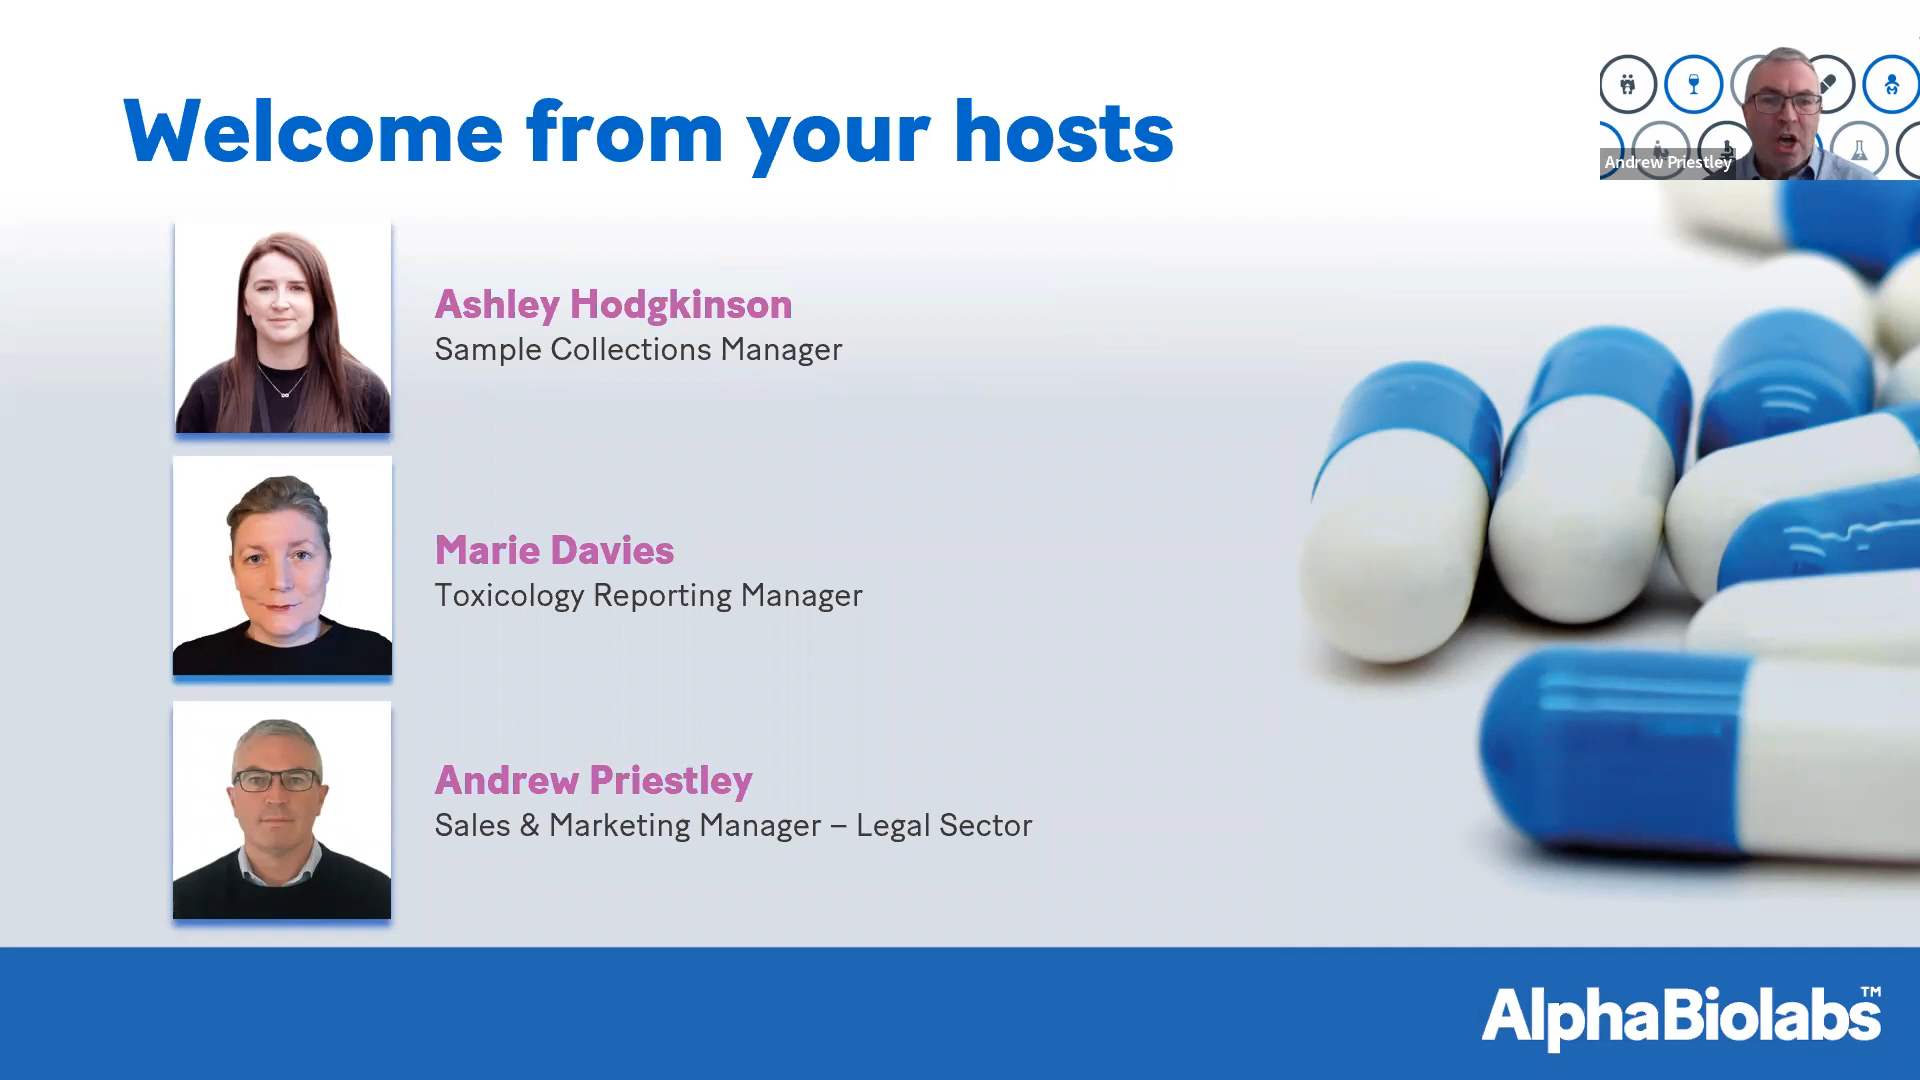 Welcome from your hosts
Andrew Priestley
Ashley Hodgkinson
Sample Collections Manager
Marie Davies
Toxicology Reporting Manager
Andrew Priestley
Sales & Marketing Manager – Legal Sector
AlphaBiolabs™